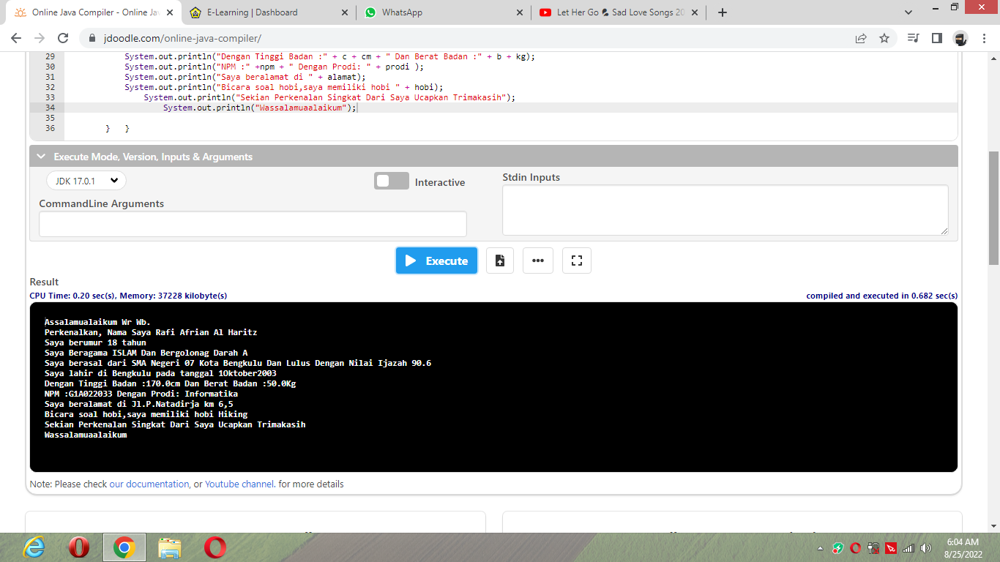 Online Java Compiler - Online Ja
E-Learning | Dashboard
WhatsApp
Let Her Go
Sad Love Songs 20
jdoodle.com/online-java-compiler/
29 System.out.println("Dengan Tinggi Badan :" + c + cm + " Dan Berat Badan :" + b + kg);
30 System.out.println("NPM :" +npm + " Dengan Prodi: " + prodi );
31 System.out.println("Saya beralamat di " + alamat);
32 System.out.println("Bicara soal hobi,saya memiliki hobi " + hobi);
33 System.out.println("Sekian Perkenalan Singkat Dari Saya Ucapkan Trimakasih");
34 System.out.println("Wassalamuaalaikum");
35
36 } }
Execute Mode, Version, Inputs & Arguments
JDK 17.0.1
Interactive
Stdin Inputs
CommandLine Arguments
Execute
Result
CPU Time: 0.20 sec(s), Memory: 37228 kilobyte(s)
compiled and executed in 0.682 sec(s)
Assalamualaikum Wr Wb.
Perkenalkan, Nama Saya Rafi Afrian Al Haritz
Saya berumur 18 tahun
Saya Beragama ISLAM Dan Bergolonag Darah A
Saya berasal dari SMA Negeri 07 Kota Bengkulu Dan Lulus Dengan Nilai Ijazah 90.6
Saya lahir di Bengkulu pada tanggal 1Oktober2003
Dengan Tinggi Badan :170.0cm Dan Berat Badan :50.0Kg
NPM :G1A022033 Dengan Prodi: Informatika
Saya beralamat di Jl.P.Natadirja km 6,5
Bicara soal hobi,saya memiliki hobi Hiking
Sekian Perkenalan Singkat Dari Saya Ucapkan Trimakasih
Wassalamuaalaikum
Note: Please check our documentation, or Youtube channel. for more details
6:04 AM
8/25/2022